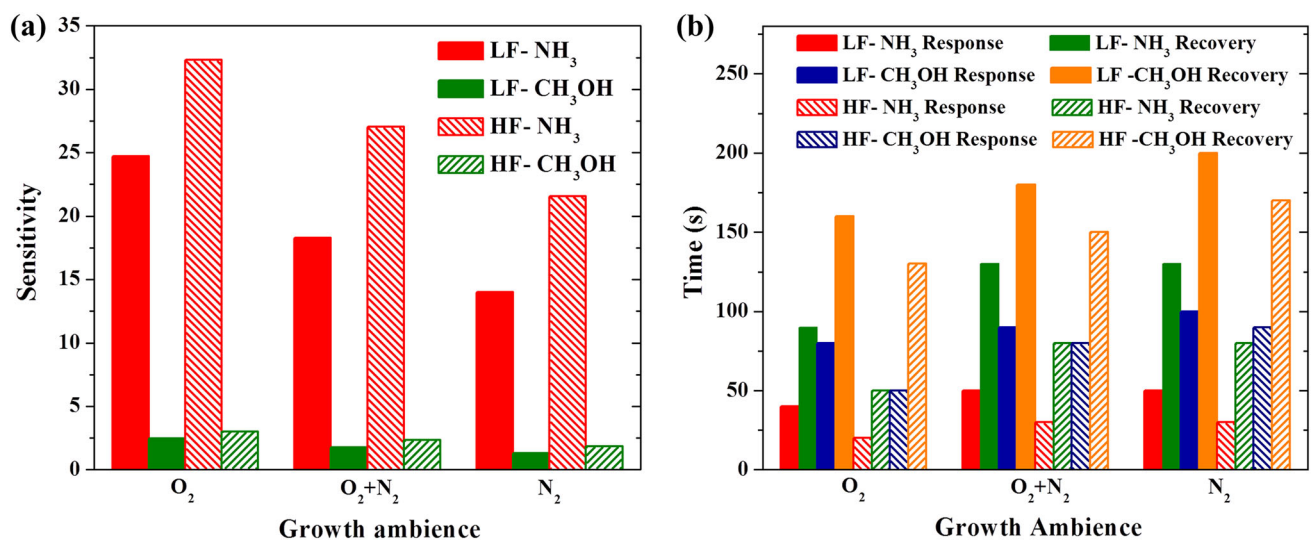 (a)
35
30
25
20
15
10
5
0
Sensitivity
LF- NH₃
LF- CH₃OH
HF- NH₃
HF- CH₃OH
O₂
O₂+N₂
N₂
Growth ambience
(b)
250
200
150
100
50
0
Time (s)
LF- NH₃ Response
LF- NH₃ Recovery
LF- CH₃OH Response
LF -CH₃OH Recovery
HF- NH₃ Response
HF- NH₃ Recovery
HF- CH₃OH Response
HF -CH₃OH Recovery
O₂
O₂+N₂
N₂
Growth Ambience